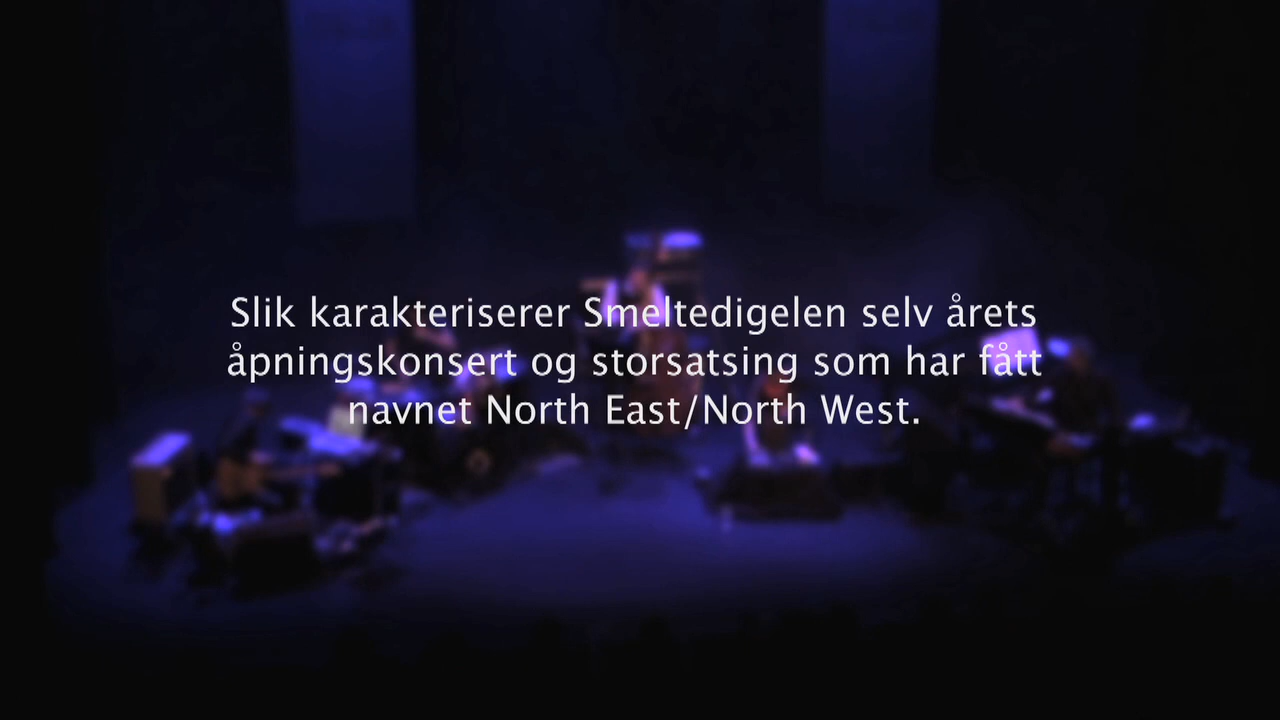 Slik karakteriserer Smeltedigelen selv årets
åpningskonsert og storsatsing som har fått
navnet North East/North West.